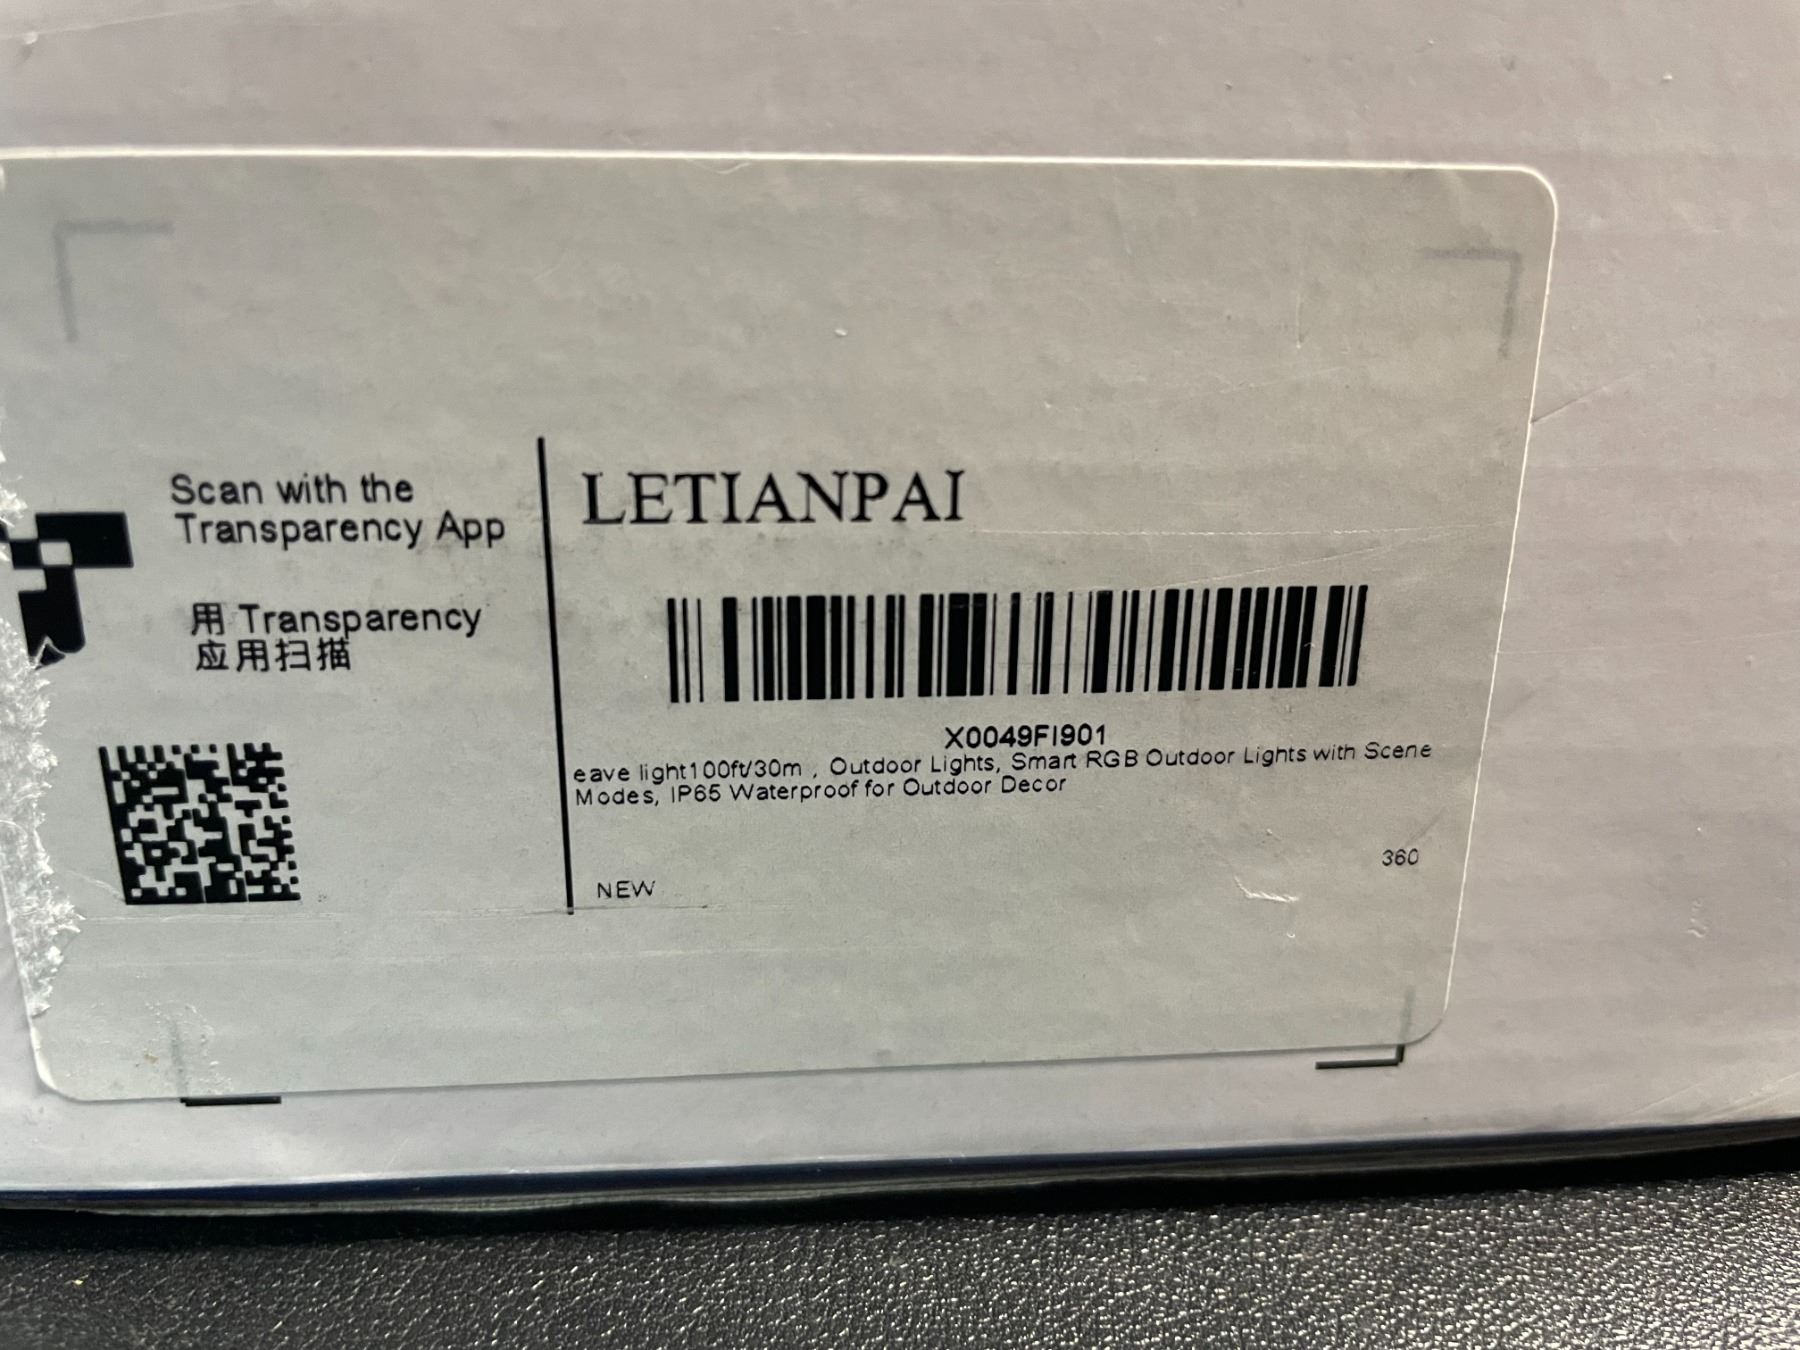 Scan with the
Transparency App
用 Transparency
应用扫描
LETIANPAI
X0049FI901
eave light100ft/30m , Outdoor Lights, Smart RGB Outdoor Lights with Scene
Modes, IP65 Waterproof for Outdoor Decor
NEW
360